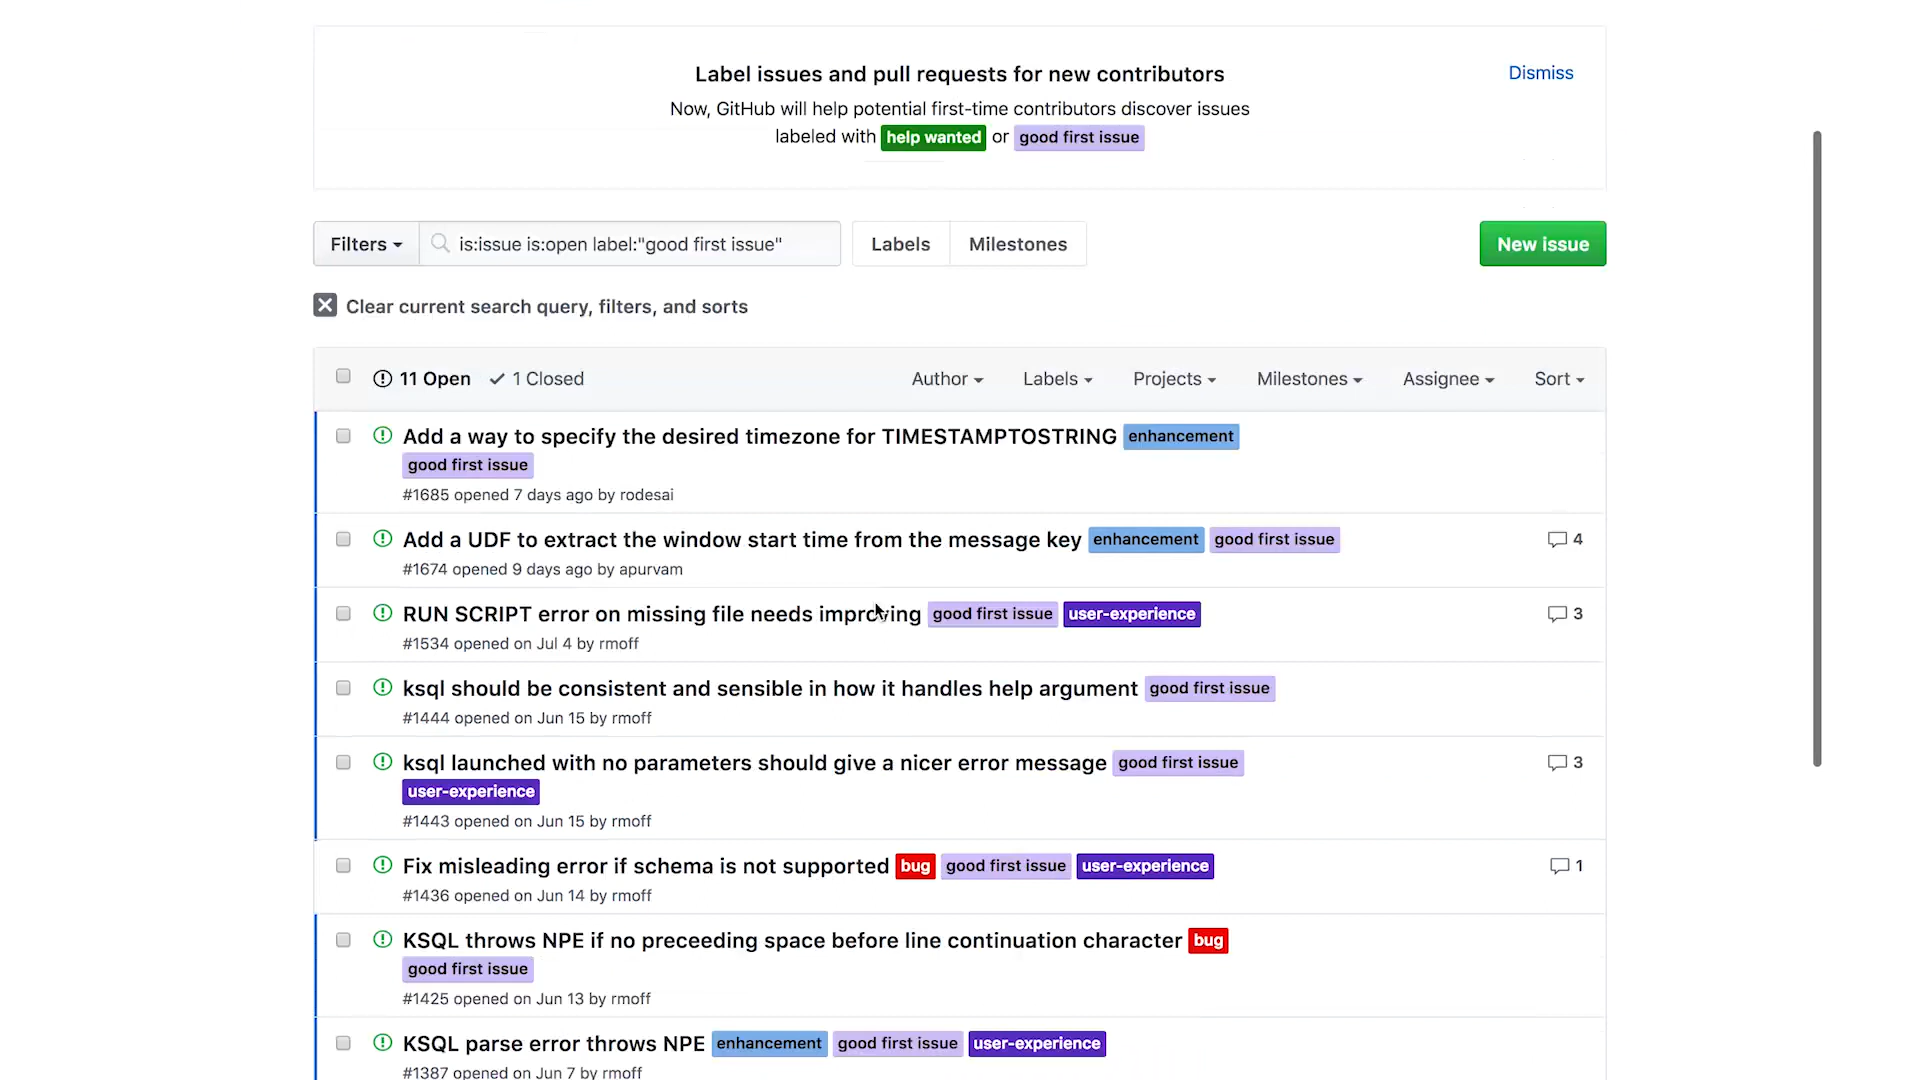 Label issues and pull requests for new contributors
Dismiss
Now, GitHub will help potential first-time contributors discover issues
labeled with help wanted or good first issue
Filters is:issue is:open label:"good first issue" Labels Milestones New issue
Clear current search query, filters, and sorts
11 Open 1 Closed Author Labels Projects Milestones Assignee Sort
Add a way to specify the desired timezone for TIMESTAMPTOSTRING enhancement
good first issue
#1685 opened 7 days ago by rodesai
Add a UDF to extract the window start time from the message key enhancement good first issue 4
#1674 opened 9 days ago by apurvam
RUN SCRIPT error on missing file needs improving good first issue user-experience 3
#1534 opened on Jul 4 by rmoff
ksql should be consistent and sensible in how it handles help argument good first issue
#1444 opened on Jun 15 by rmoff
ksql launched with no parameters should give a nicer error message good first issue 3
user-experience
#1443 opened on Jun 15 by rmoff
Fix misleading error if schema is not supported bug good first issue user-experience 1
#1436 opened on Jun 14 by rmoff
KSQL throws NPE if no preceeding space before line continuation character bug
good first issue
#1425 opened on Jun 13 by rmoff
KSQL parse error throws NPE enhancement good first issue user-experience
#1387 opened on Jun 7 by rmoff